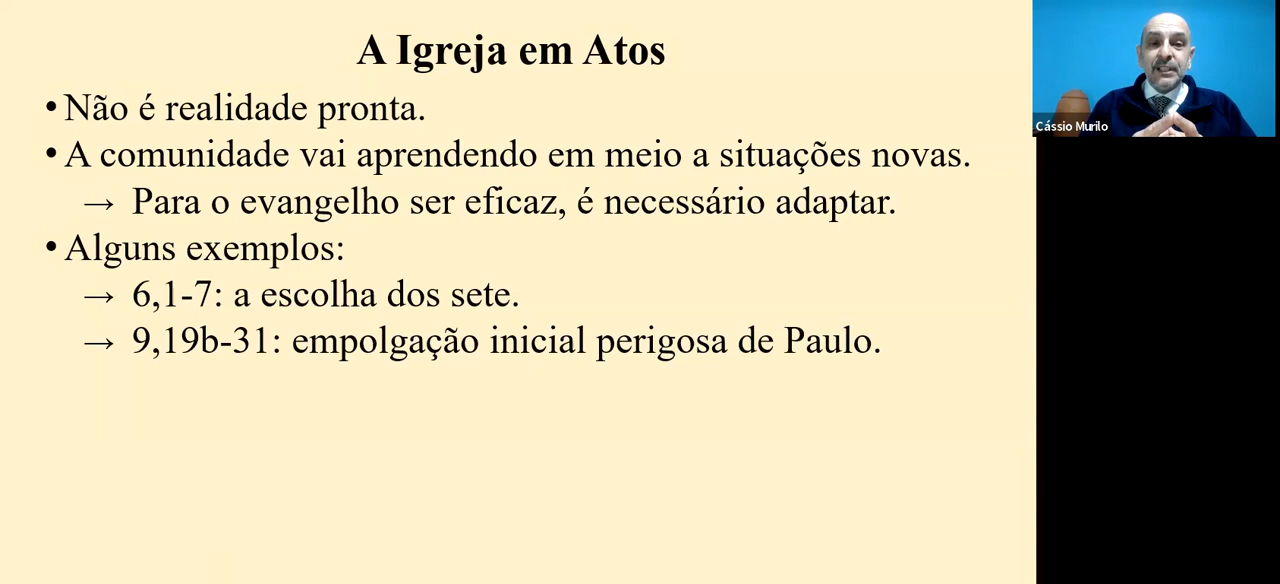 A Igreja em Atos
• Não é realidade pronta.
• A comunidade vai aprendendo em meio a situações novas.
→ Para o evangelho ser eficaz, é necessário adaptar.
• Alguns exemplos:
→ 6,1-7: a escolha dos sete.
→ 9,19b-31: empolgação inicial perigosa de Paulo.
Cássio Murilo